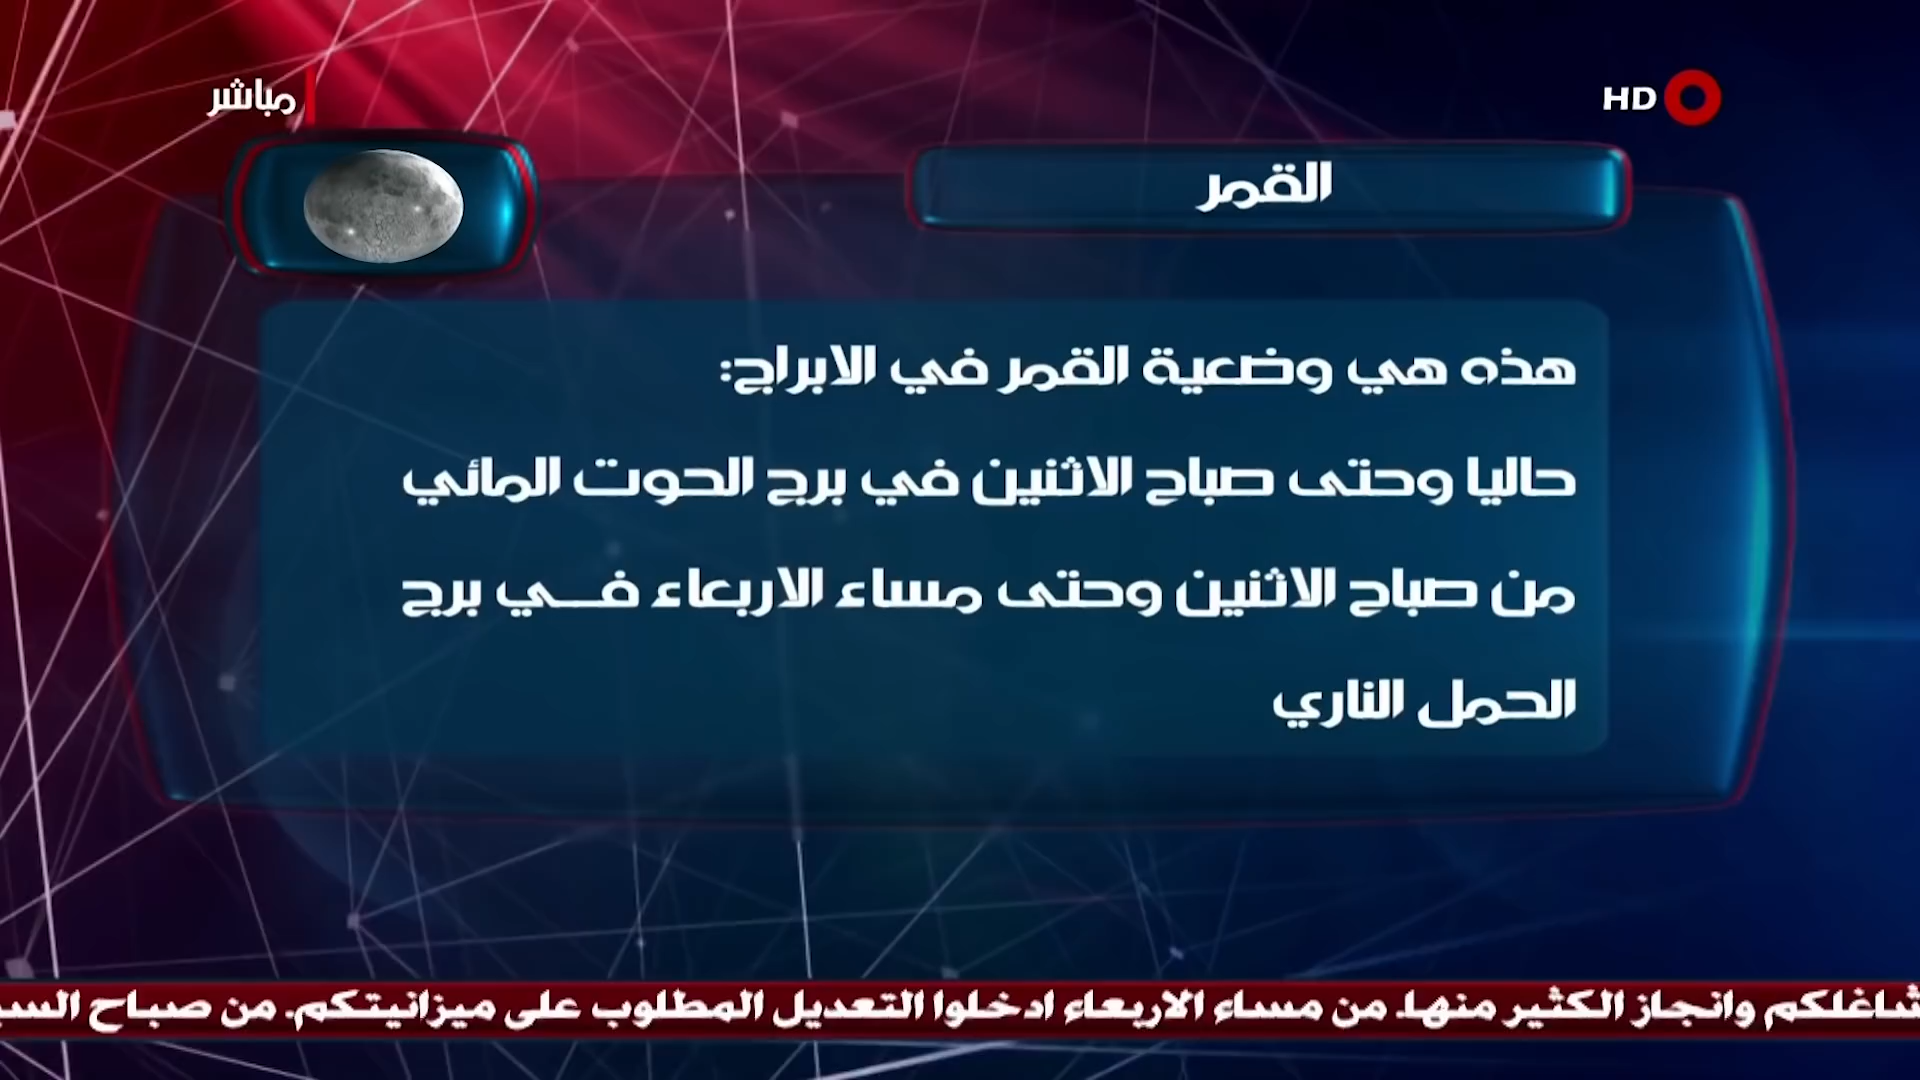 مباشر
HD
القمر
هذه هي وضعية القمر في الابراج:
حاليا وحتى صباح الاثنين في برج الحوت المائي
من صباح الاثنين وحتى مساء الاربعاء فـــي برج
الحمل الناري
وانجاز الكثير منها. من مساء الاربعاء ادخلوا التعديل المطلوب على ميزانيتكم. من صباح